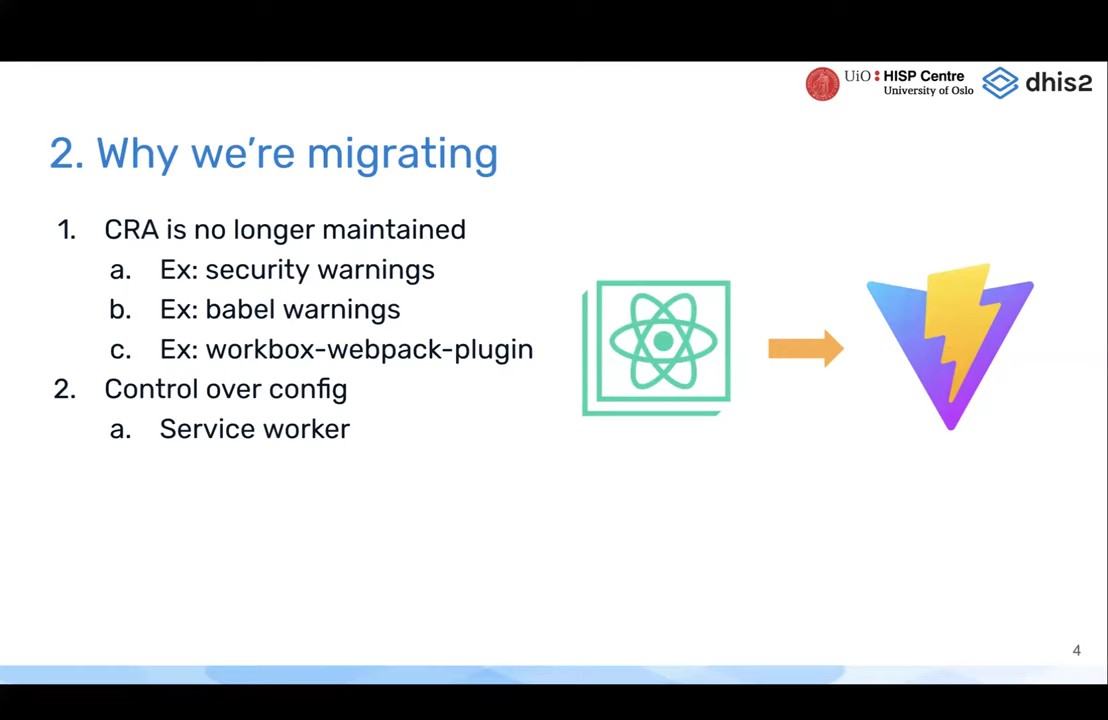 UiO : HISP Centre
University of Oslo
dhis2
2. Why we’re migrating
1. CRA is no longer maintained
a. Ex: security warnings
b. Ex: babel warnings
c. Ex: workbox-webpack-plugin
2. Control over config
a. Service worker
4